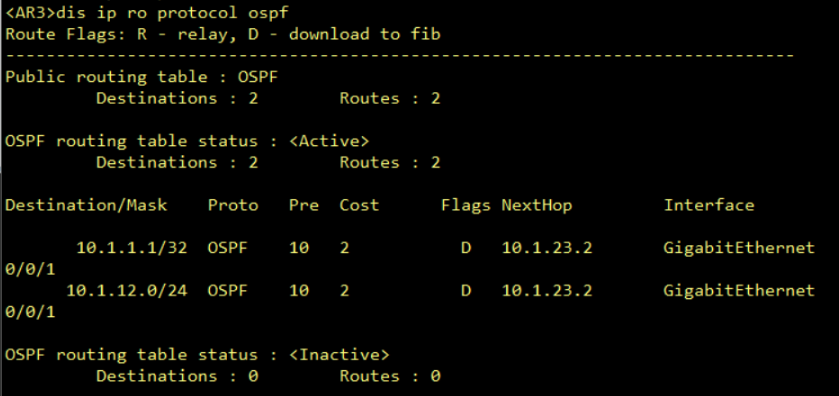 <AR3>dis ip ro protocol ospf
Route Flags: R - relay, D - download to fib
------------------------------------------------------------------------------
Public routing table : OSPF
         Destinations : 2        Routes : 2

OSPF routing table status : <Active>
         Destinations : 2        Routes : 2

Destination/Mask    Proto   Pre  Cost      Flags NextHop         Interface

       10.1.1.1/32  OSPF    10   2           D   10.1.23.2       GigabitEthernet
0/0/1
      10.1.12.0/24  OSPF    10   2           D   10.1.23.2       GigabitEthernet
0/0/1

OSPF routing table status : <Inactive>
         Destinations : 0        Routes : 0